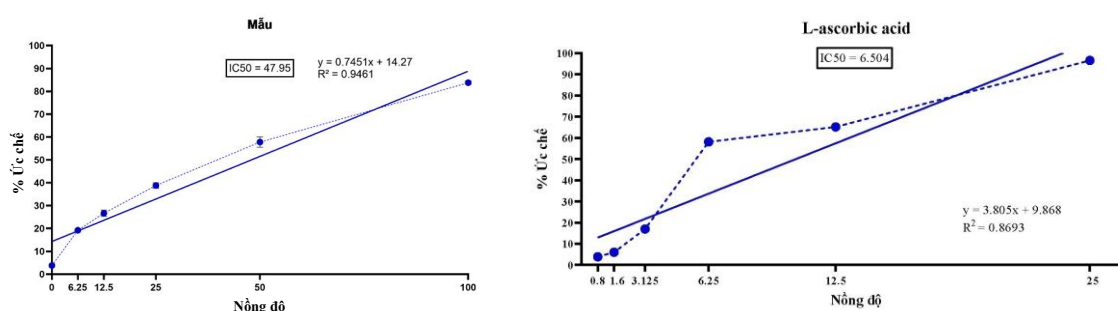 Mẫu
100
90
80
70
60
50
40
30
20
10
0
% Ức chế
IC50 = 47.95
y = 0.7451x + 14.27
R² = 0.9461
0 6.25 12.5 25 50 100
Nồng độ
L-ascorbic acid
100
90
80
70
60
50
40
30
20
10
0
% Ức chế
IC50 = 6.504
y = 3.805x + 9.868
R² = 0.8693
0.8 1.6 3.125 6.25 12.5 25
Nồng độ